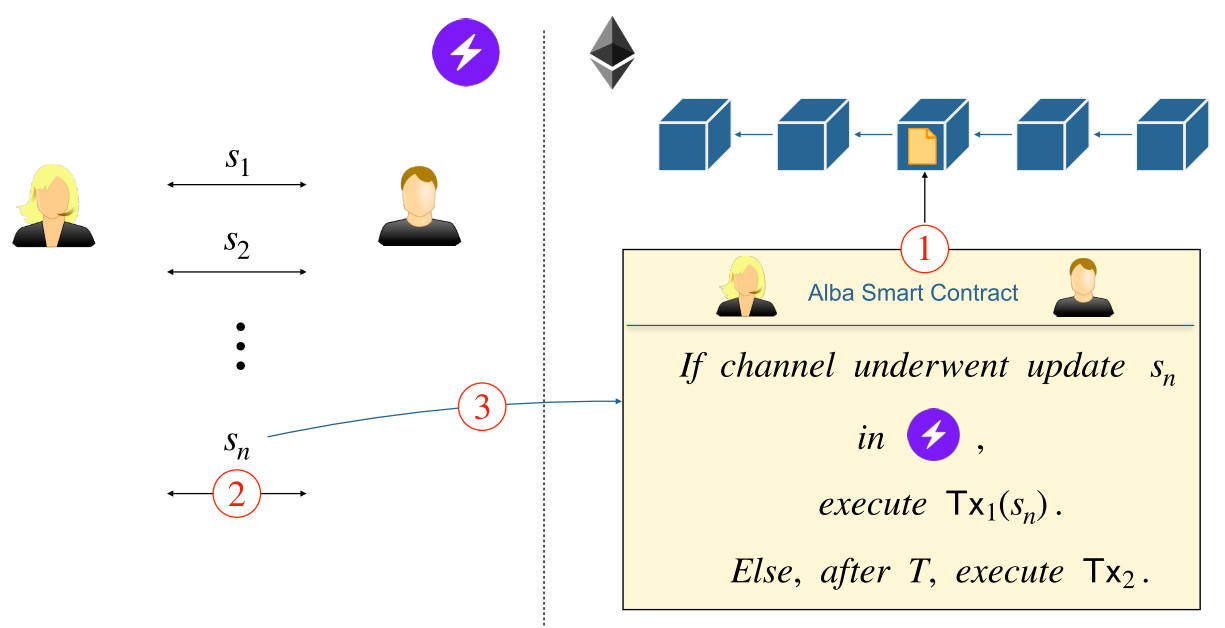 s1
s2
sn
2
3
1
Alba Smart Contract
If channel underwent update sn
in ,
execute Tx1(sn).
Else, after T, execute Tx2.